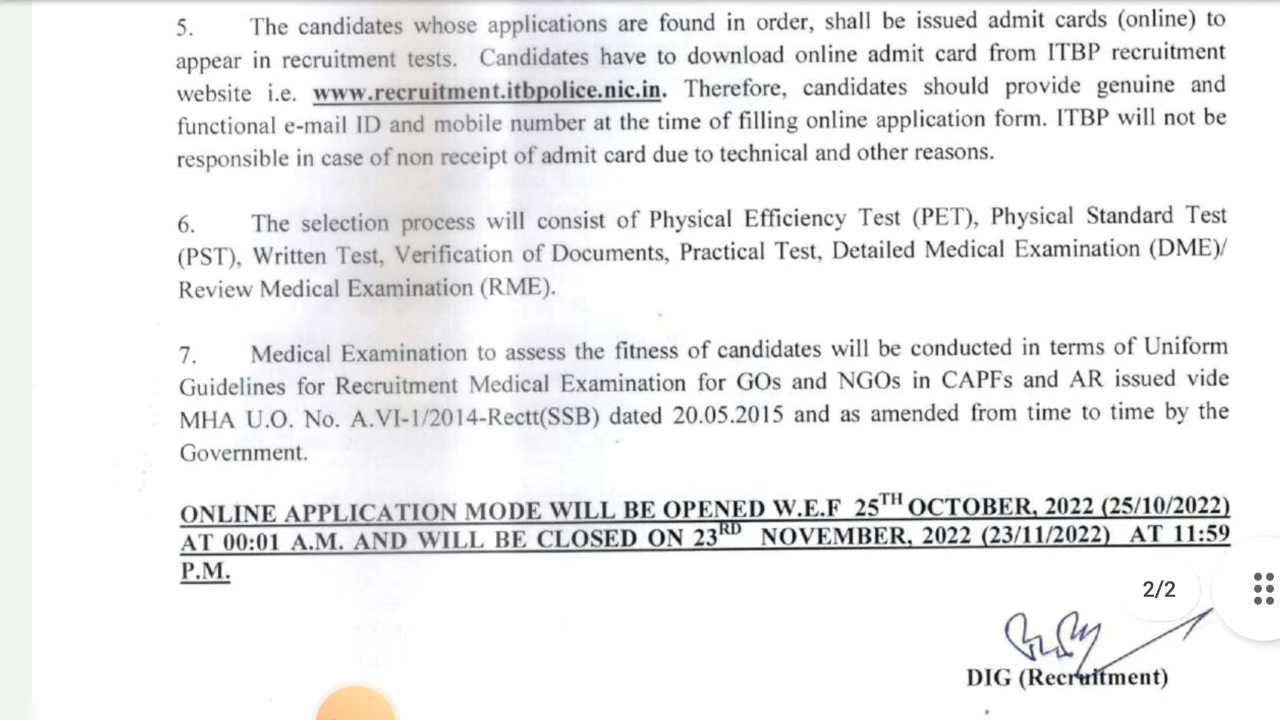 5. The candidates whose applications are found in order, shall be issued admit cards (online) to
appear in recruitment tests. Candidates have to download online admit card from ITBP recruitment
website i.e. www.recruitment.itbpolice.nic.in. Therefore, candidates should provide genuine and
functional e-mail ID and mobile number at the time of filling online application form. ITBP will not be
responsible in case of non receipt of admit card due to technical and other reasons.
6. The selection process will consist of Physical Efficiency Test (PET), Physical Standard Test
(PST), Written Test, Verification of Documents, Practical Test, Detailed Medical Examination (DME)/
Review Medical Examination (RME).
7. Medical Examination to assess the fitness of candidates will be conducted in terms of Uniform
Guidelines for Recruitment Medical Examination for GOs and NGOs in CAPFs and AR issued vide
MHA U.O. No. A.VI-1/2014-Rectt(SSB) dated 20.05.2015 and as amended from time to time by the
Government.
ONLINE APPLICATION MODE WILL BE OPENED W.E.F 25TH OCTOBER, 2022 (25/10/2022)
AT 00:01 A.M. AND WILL BE CLOSED ON 23RD NOVEMBER, 2022 (23/11/2022) AT 11:59
P.M.
2/2
DIG (Recruitment)